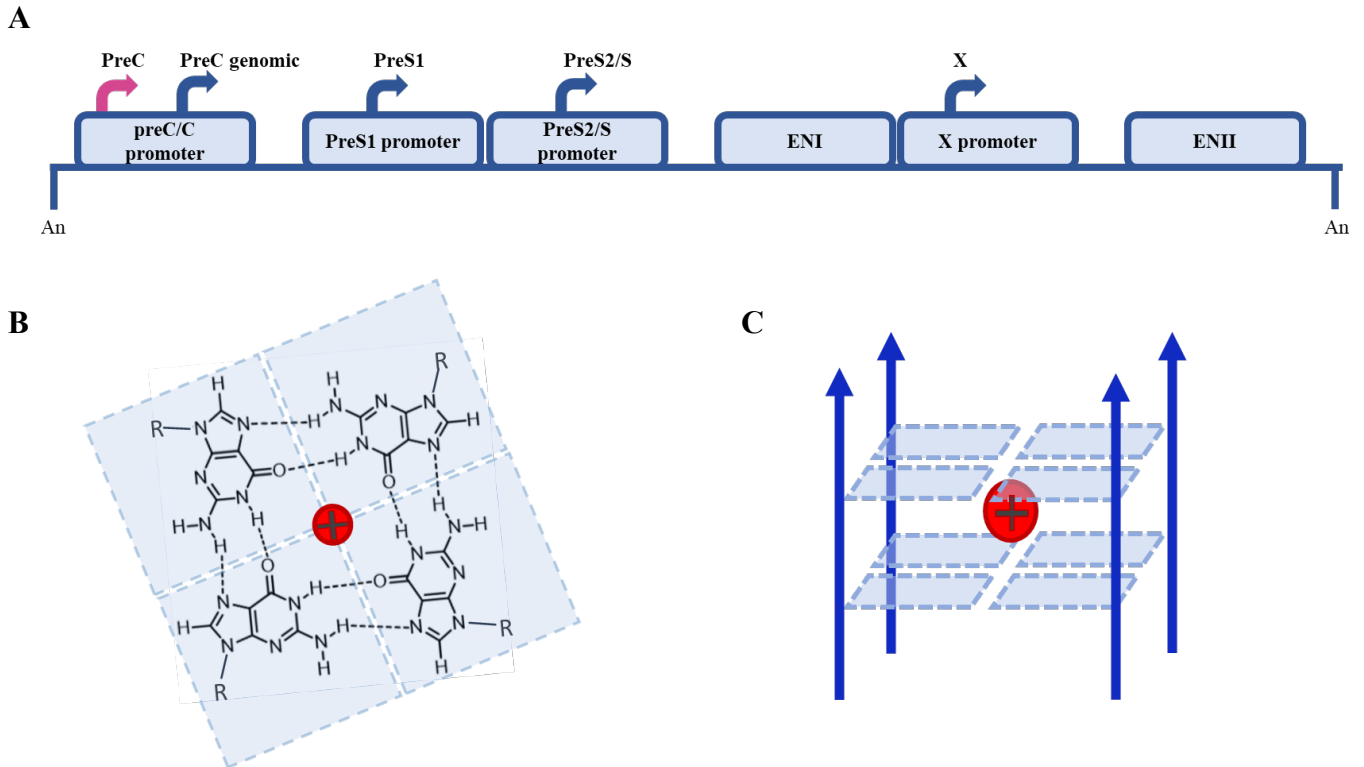 A
PreC
PreC genomic
PreS1
PreS2/S
X
preC/C
promoter
PreS1 promoter
PreS2/S
promoter
ENI
X promoter
ENII
An
An
B
R
H
H
N
N
H
R
N
N
H
N
H
N
H
N
O
N
N
O
H
N
H
H
N
H
N
H
H
O
N
N
H
O
N
H
N
H
N
N
N
H
N
R
H
R
H
C